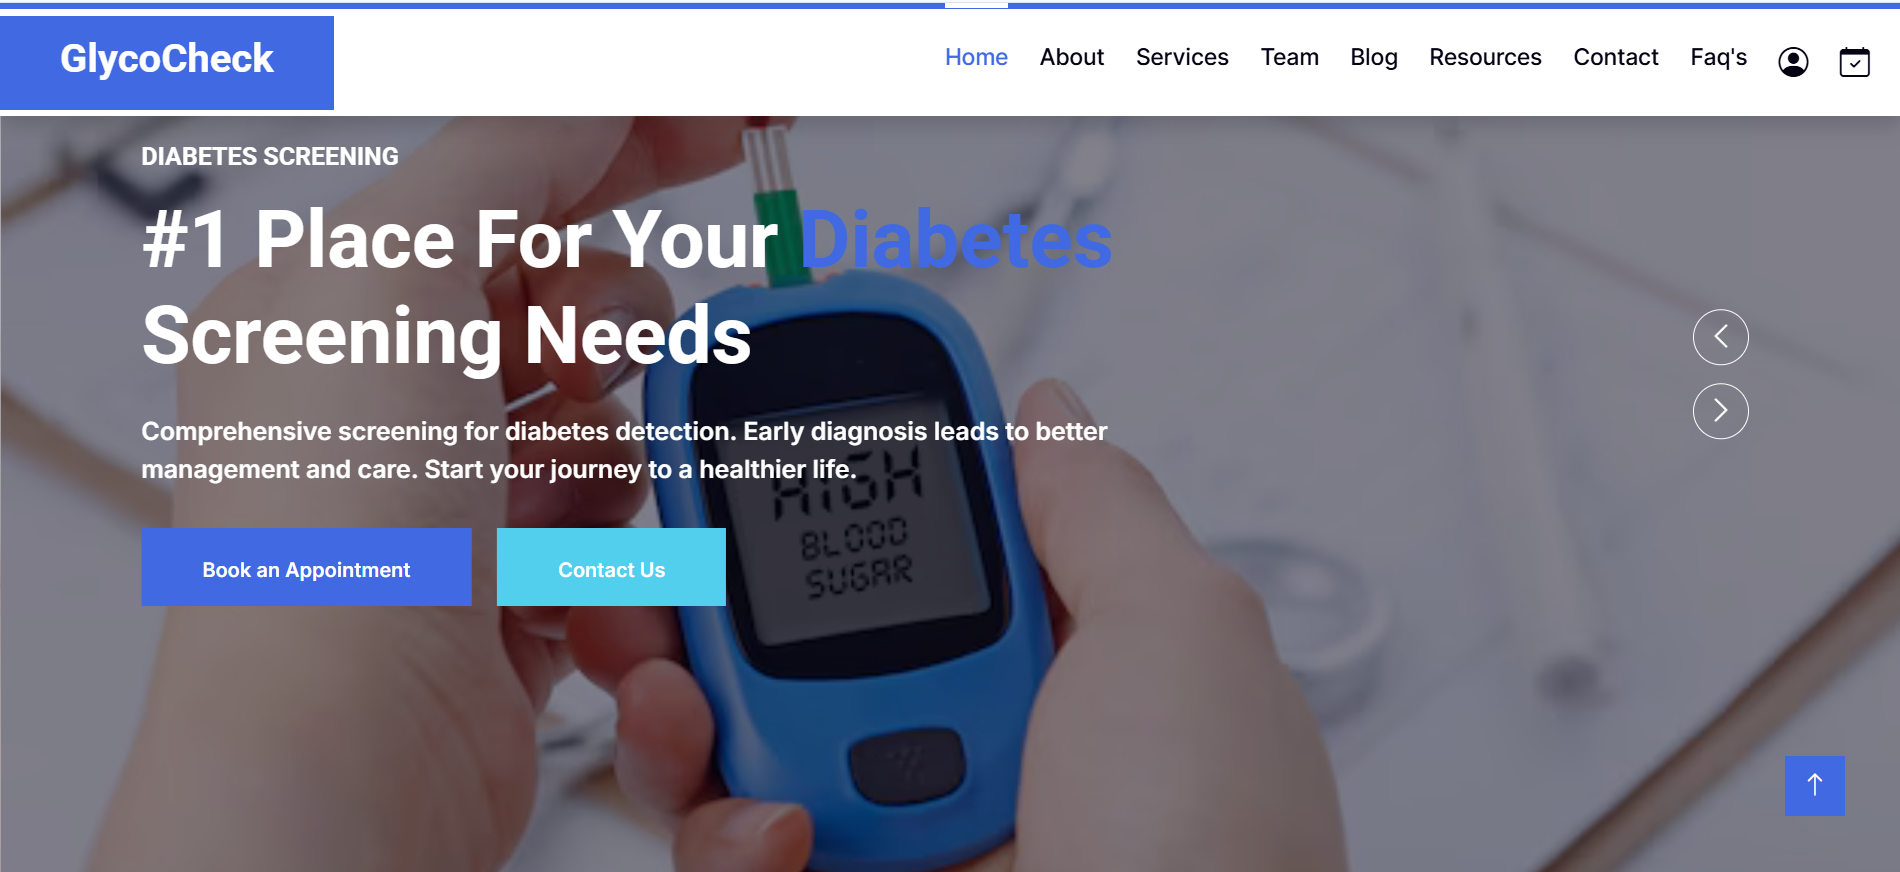 GlycoCheck
Home About Services Team Blog Resources Contact Faq's
DIABETES SCREENING
#1 Place For Your Diabetes
Screening Needs
Comprehensive screening for diabetes detection. Early diagnosis leads to better
management and care. Start your journey to a healthier life.
HIGH
BLOOD
SUGAR
Book an Appointment
Contact Us